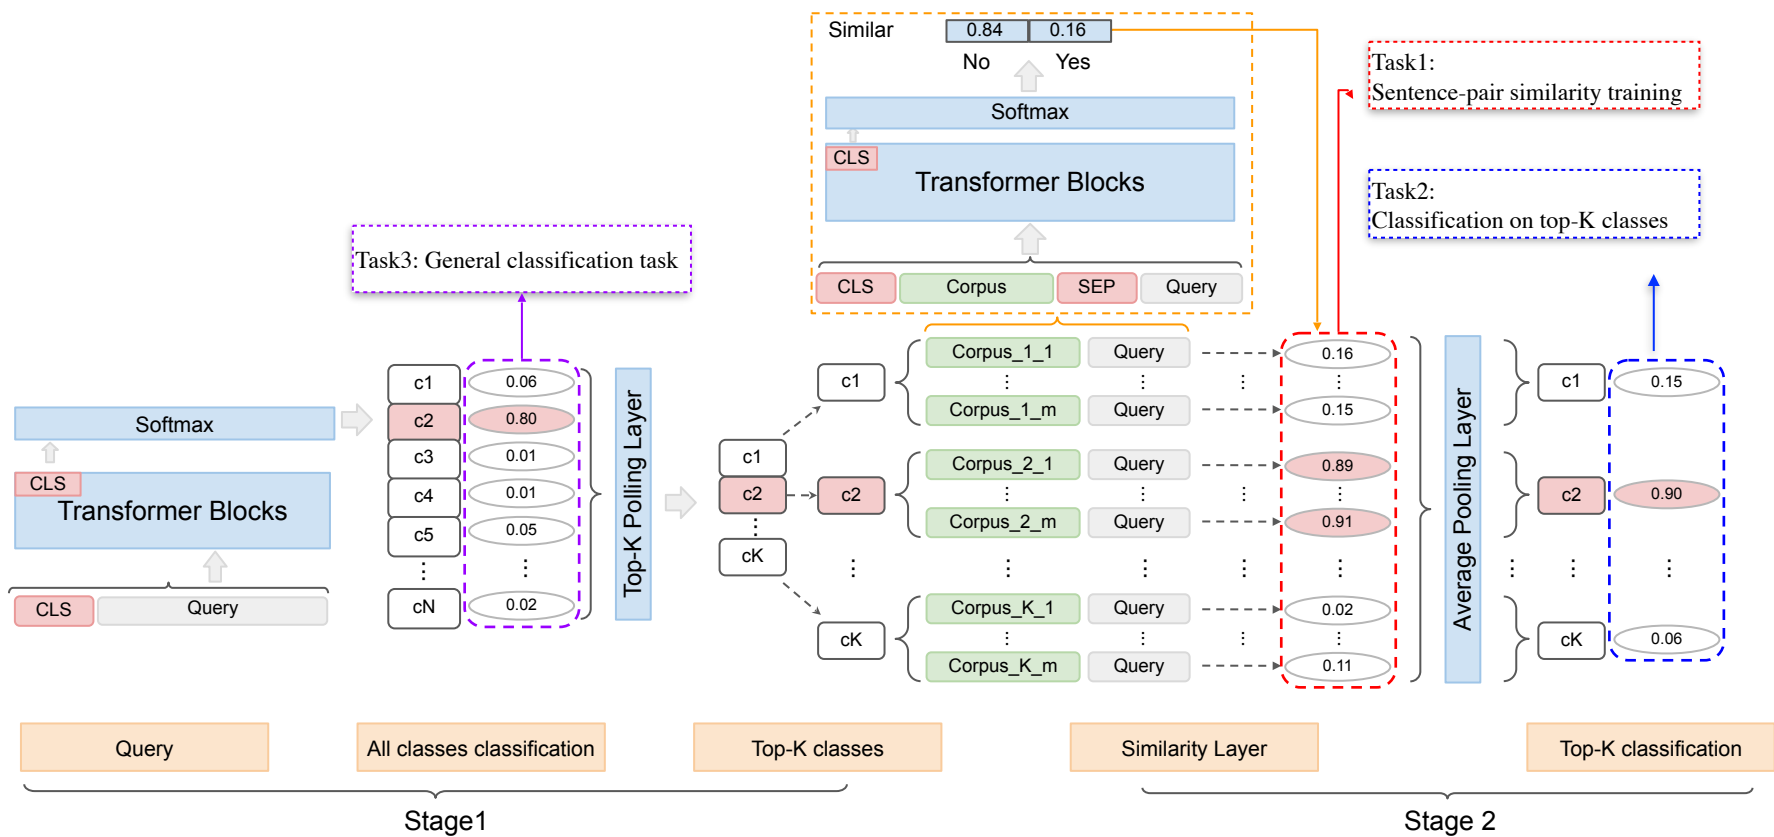 Similar
0.84
0.16
No
Yes
Softmax
CLS
Transformer Blocks
CLS
Corpus
SEP
Query
Task1:
Sentence-pair similarity training
Task2:
Classification on top-K classes
Task3: General classification task
Softmax
CLS
Transformer Blocks
CLS
Query
c1
0.06
c2
0.80
c3
0.01
c4
0.01
c5
0.05
cN
0.02
Top-K Polling Layer
c1
c2
cK
c1
Corpus_1_1
Query
0.16
Corpus_1_m
Query
0.15
c2
Corpus_2_1
Query
0.89
Corpus_2_m
Query
0.91
cK
Corpus_K_1
Query
0.02
Corpus_K_m
Query
0.11
Average Pooling Layer
c1
0.15
c2
0.90
cK
0.06
Query
All classes classification
Top-K classes
Similarity Layer
Top-K classification
Stage1
Stage 2